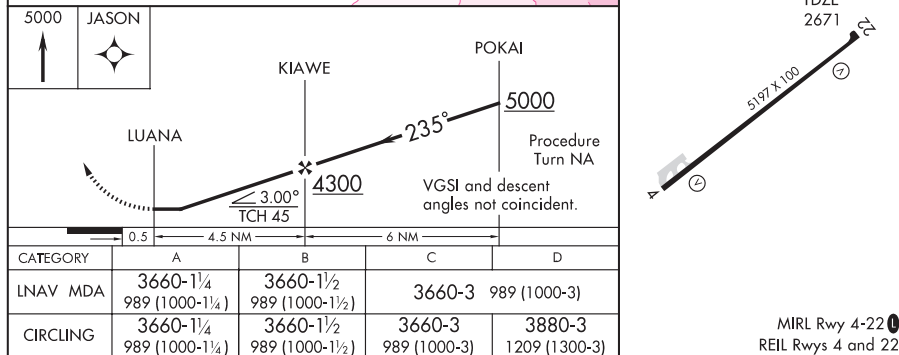 5000
JASON
POKAI
KIAWE
5000
235°
LUANA
Procedure
Turn NA
4300
3.00°
TCH 45
VGSI and descent
angles not coincident.
0.5 4.5 NM 6 NM
CATEGORY A B C D
LNAV MDA 3660-1¼ 989 (1000-1¼) 3660-1½ 989 (1000-1½) 3660-3 989 (1000-3)
CIRCLING 3660-1¼ 989 (1000-1¼) 3660-1½ 989 (1000-1½) 3660-3 989 (1000-3) 3880-3 1209 (1300-3)
TDZE
2671
22
V
5197 X 100
V
4
MIRL Rwy 4-22 L
REIL Rwys 4 and 22